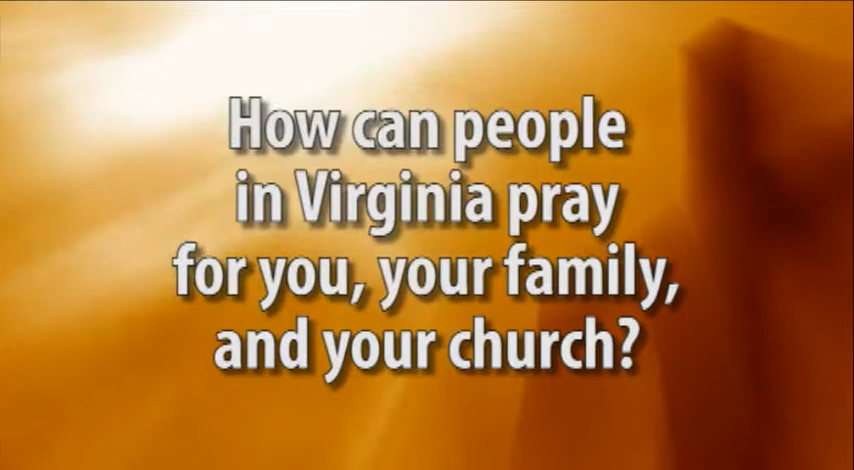 How can people
in Virginia pray
for you, your family,
and your church?